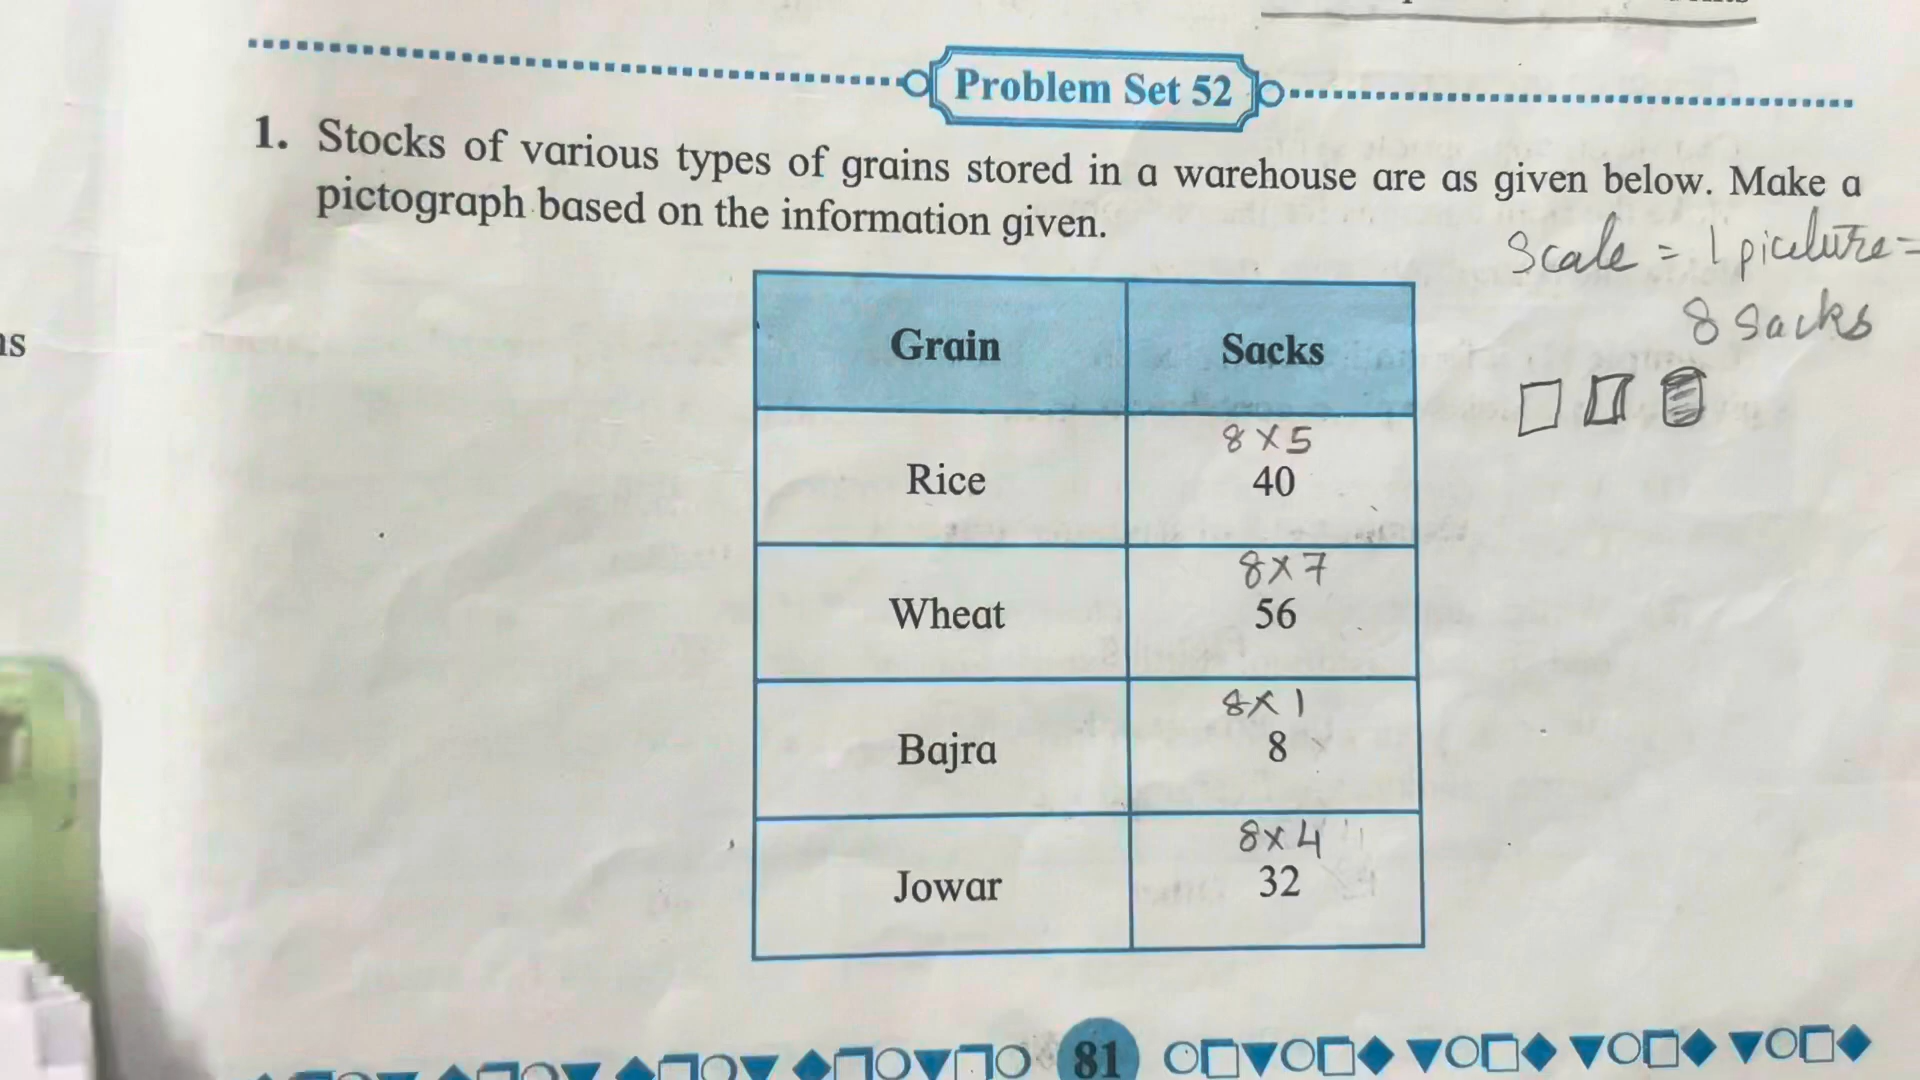 Problem Set 52
1. Stocks of various types of grains stored in a warehouse are as given below. Make a
pictograph based on the information given.
Scale = 1 picture =
8 Sacks
Grain Sacks
8 × 5
Rice 40
8 × 7
Wheat 56
8 × 1
Bajra 8
8 × 4
Jowar 32
81